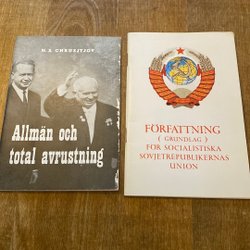 N. S. CHRUSJTJOV
Allmän och
total avrustning
FÖRFATTNING
( GRUNDLAG )
FÖR SOCIALISTISKA
SOVJETREPUBLIKERNAS
UNION